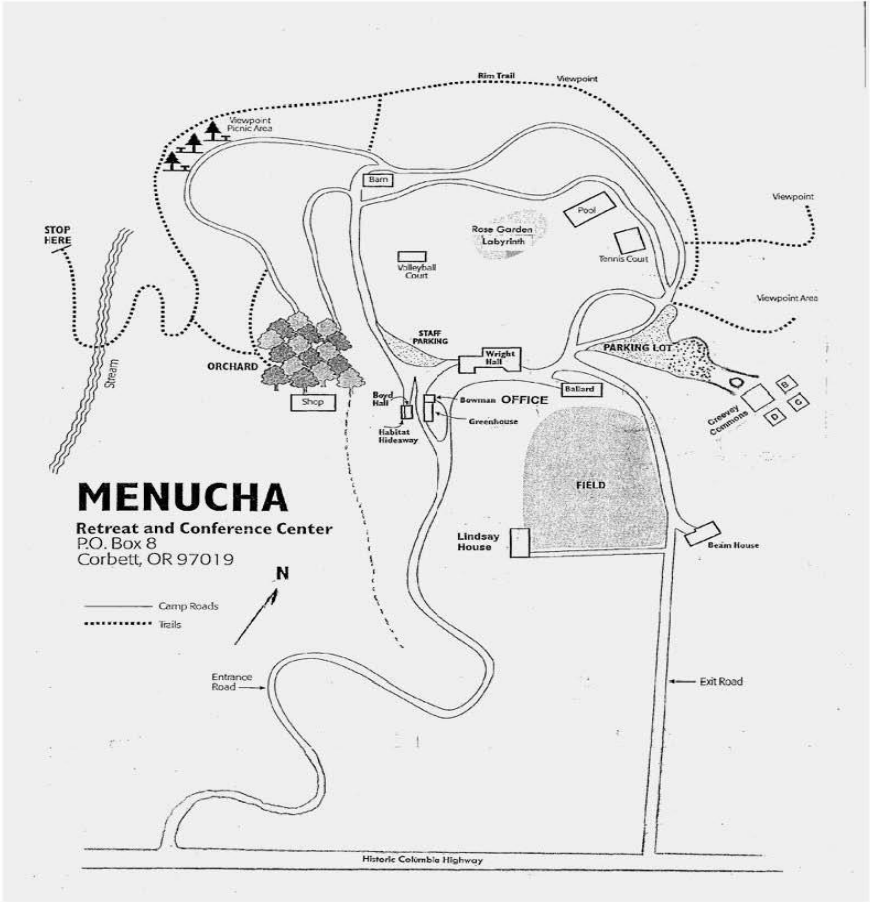 Rim Trail
Viewpoint
Viewpoint
Picnic Area
Barn
Viewpoint
Pool
Rose Garden
Labyrinth
STOP
HERE
Tennis Court
Volleyball
Court
Viewpoint Area
STAFF
PARKING
PARKING LOT
Wright
Hall
ORCHARD
Stream
Shop
Boyd
Hall
Bowman OFFICE
Ballard
B
C
D
Greevey
Commons
Greenhouse
Habitat
Hideaway
FIELD
MENUCHA
Retreat and Conference Center
P.O. Box 8
Corbett, OR 97019
Lindsay
House
Beam House
N
Camp Roads
Trails
Entrance
Road
Exit Road
Historic Columbia Highway